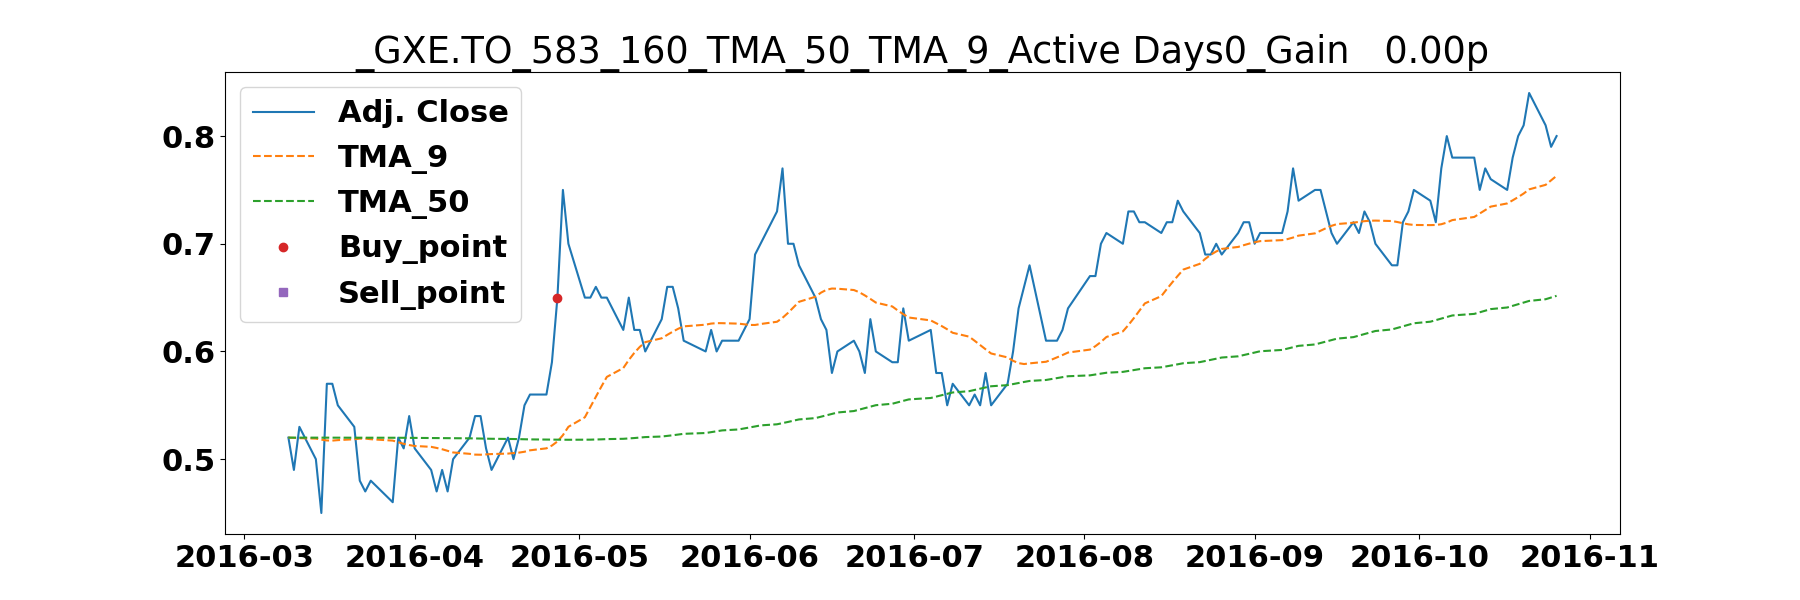 _GXE.TO_583_160_TMA_50_TMA_9_Active Days0_Gain   0.00p
Adj. Close
TMA_9
TMA_50
Buy_point
Sell_point
0.8
0.7
0.6
0.5
2016-03 2016-04 2016-05 2016-06 2016-07 2016-08 2016-09 2016-10 2016-11